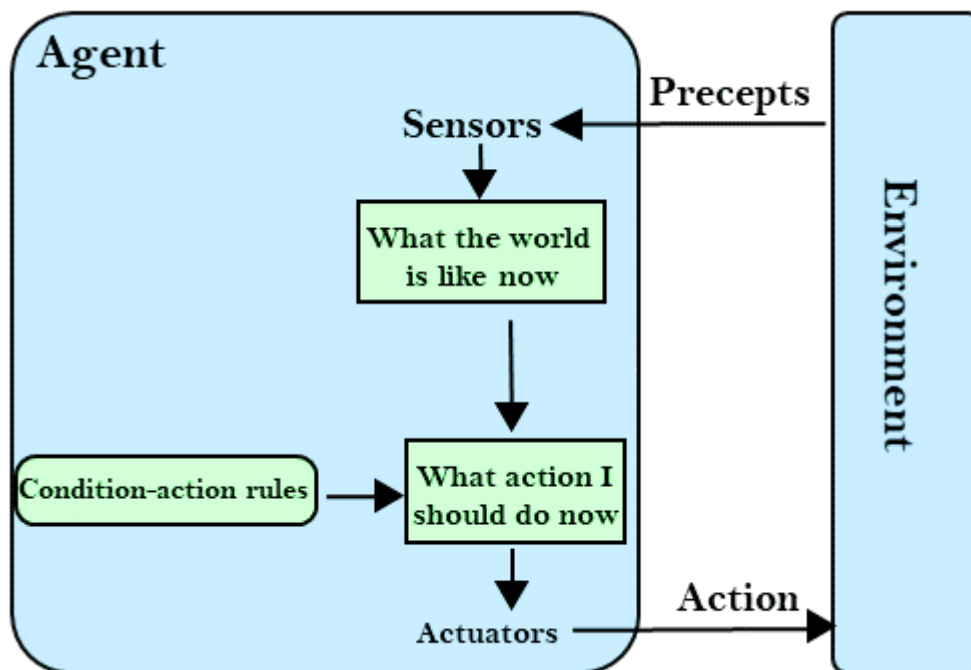 Agent
Precepts
Sensors
What the world
is like now
Environment
Condition-action rules
What action I
should do now
Action
Actuators